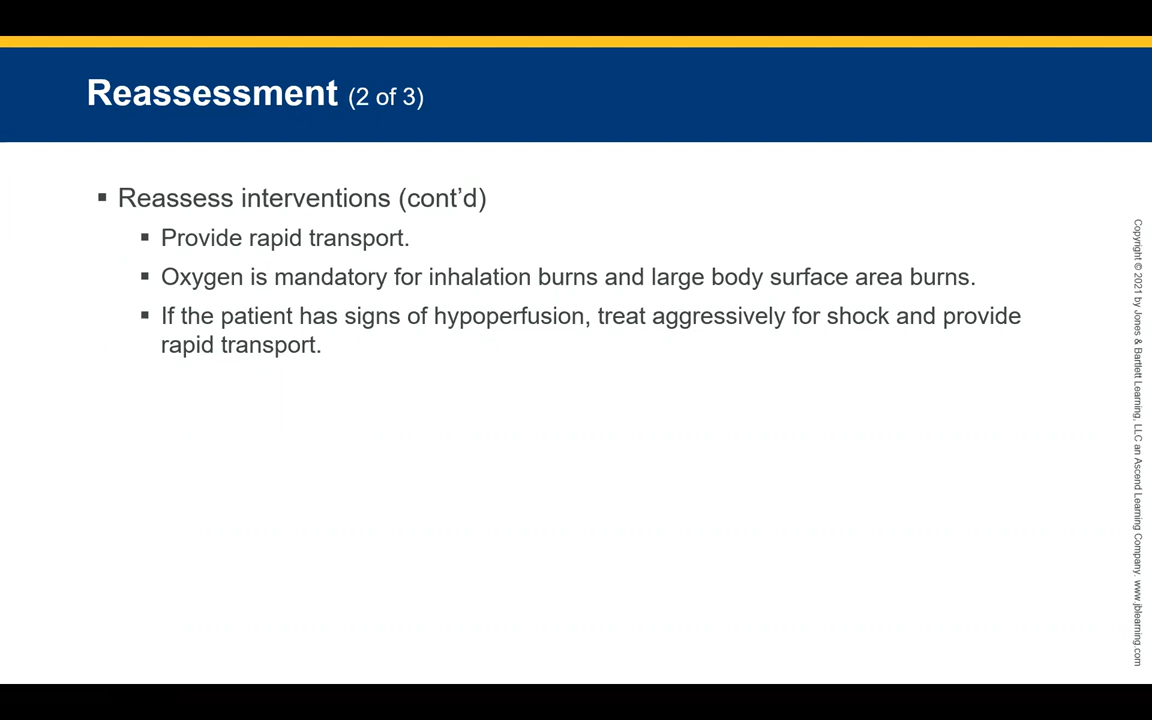 Reassessment (2 of 3)
▪ Reassess interventions (cont’d)
▪ Provide rapid transport.
▪ Oxygen is mandatory for inhalation burns and large body surface area burns.
▪ If the patient has signs of hypoperfusion, treat aggressively for shock and provide
rapid transport.
Copyright © 2021 by Jones & Bartlett Learning, LLC an Ascend Learning Company. www.jblearning.com